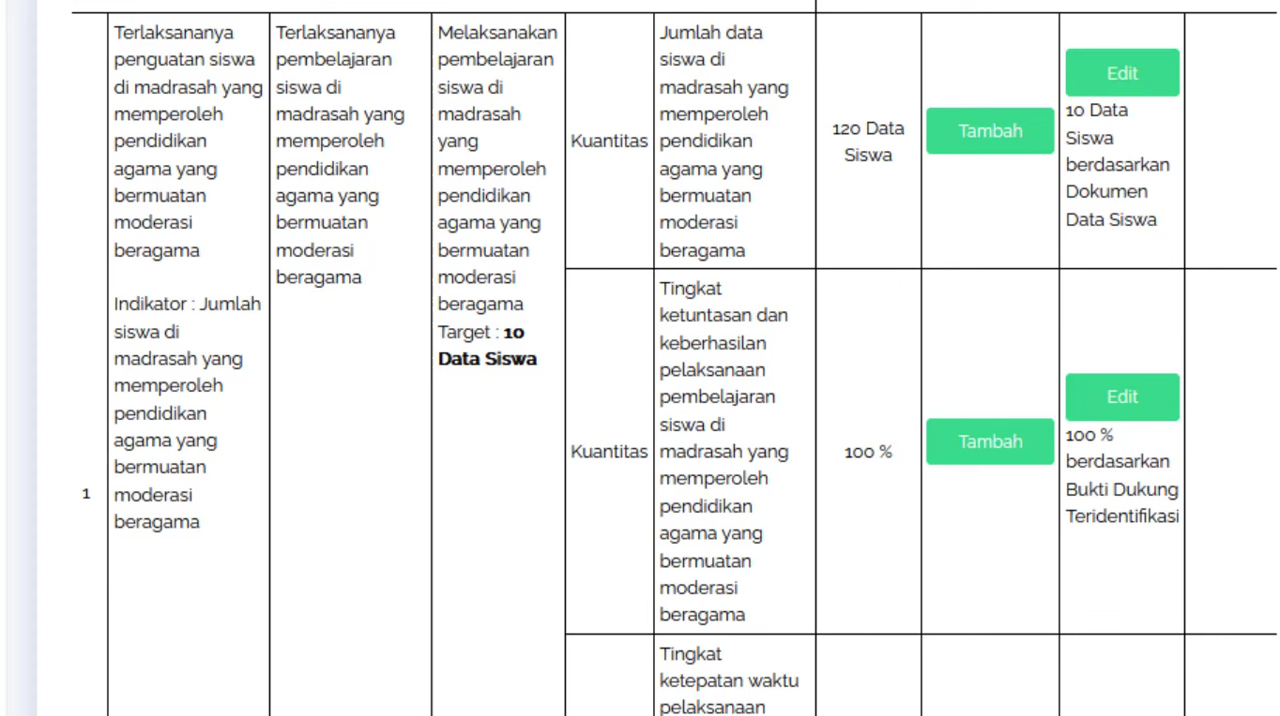 1
Terlaksananya
penguatan siswa
di madrasah yang
memperoleh
pendidikan
agama yang
bermuatan
moderasi
beragama
Indikator : Jumlah
siswa di
madrasah yang
memperoleh
pendidikan
agama yang
bermuatan
moderasi
beragama
Terlaksananya
pembelajaran
siswa di
madrasah yang
memperoleh
pendidikan
agama yang
bermuatan
moderasi
beragama
Melaksanakan
pembelajaran
siswa di
madrasah
yang
memperoleh
pendidikan
agama yang
bermuatan
moderasi
beragama
Target : 10
Data Siswa
Kuantitas
Jumlah data
siswa di
madrasah yang
memperoleh
pendidikan
agama yang
bermuatan
moderasi
beragama
120 Data
Siswa
Tambah
Edit
10 Data
Siswa
berdasarkan
Dokumen
Data Siswa
Kuantitas
Tingkat
ketuntasan dan
keberhasilan
pelaksanaan
pembelajaran
siswa di
madrasah yang
memperoleh
pendidikan
agama yang
bermuatan
moderasi
beragama
100 %
Tambah
Edit
100 %
berdasarkan
Bukti Dukung
Teridentifikasi
Tingkat
ketepatan waktu
pelaksanaan